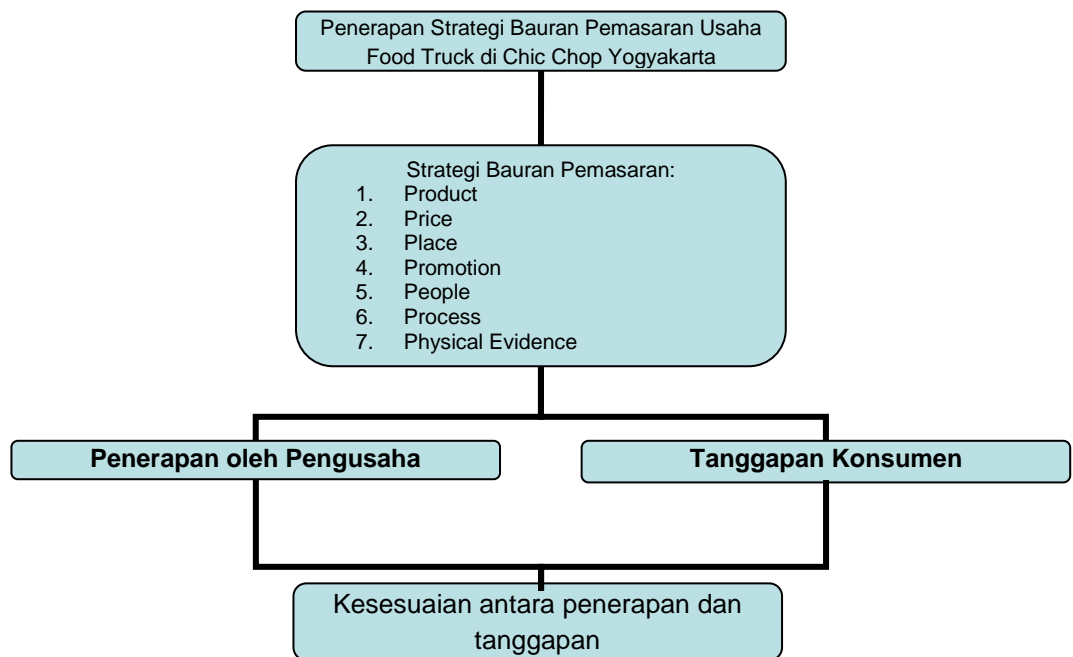 Penerapan Strategi Bauran Pemasaran Usaha
Food Truck di Chic Chop Yogyakarta
Strategi Bauran Pemasaran:
1. Product
2. Price
3. Place
4. Promotion
5. People
6. Process
7. Physical Evidence
Penerapan oleh Pengusaha
Tanggapan Konsumen
Kesesuaian antara penerapan dan
tanggapan